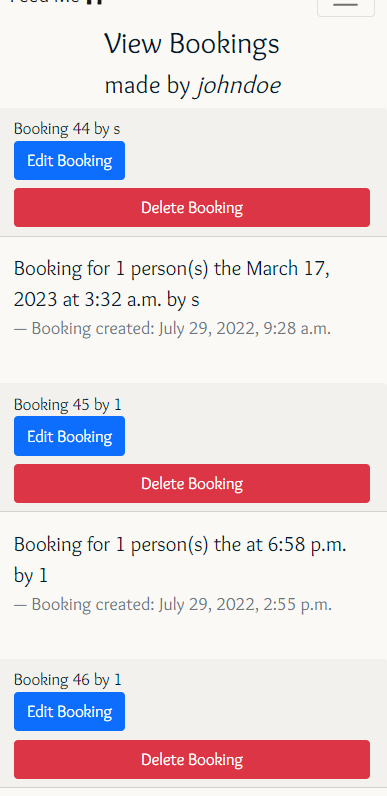 View Bookings
made by johndoe
Booking 44 by s
Edit Booking
Delete Booking
Booking for 1 person(s) the March 17,
2023 at 3:32 a.m. by s
— Booking created: July 29, 2022, 9:28 a.m.
Booking 45 by 1
Edit Booking
Delete Booking
Booking for 1 person(s) the at 6:58 p.m.
by 1
— Booking created: July 29, 2022, 2:55 p.m.
Booking 46 by 1
Edit Booking
Delete Booking